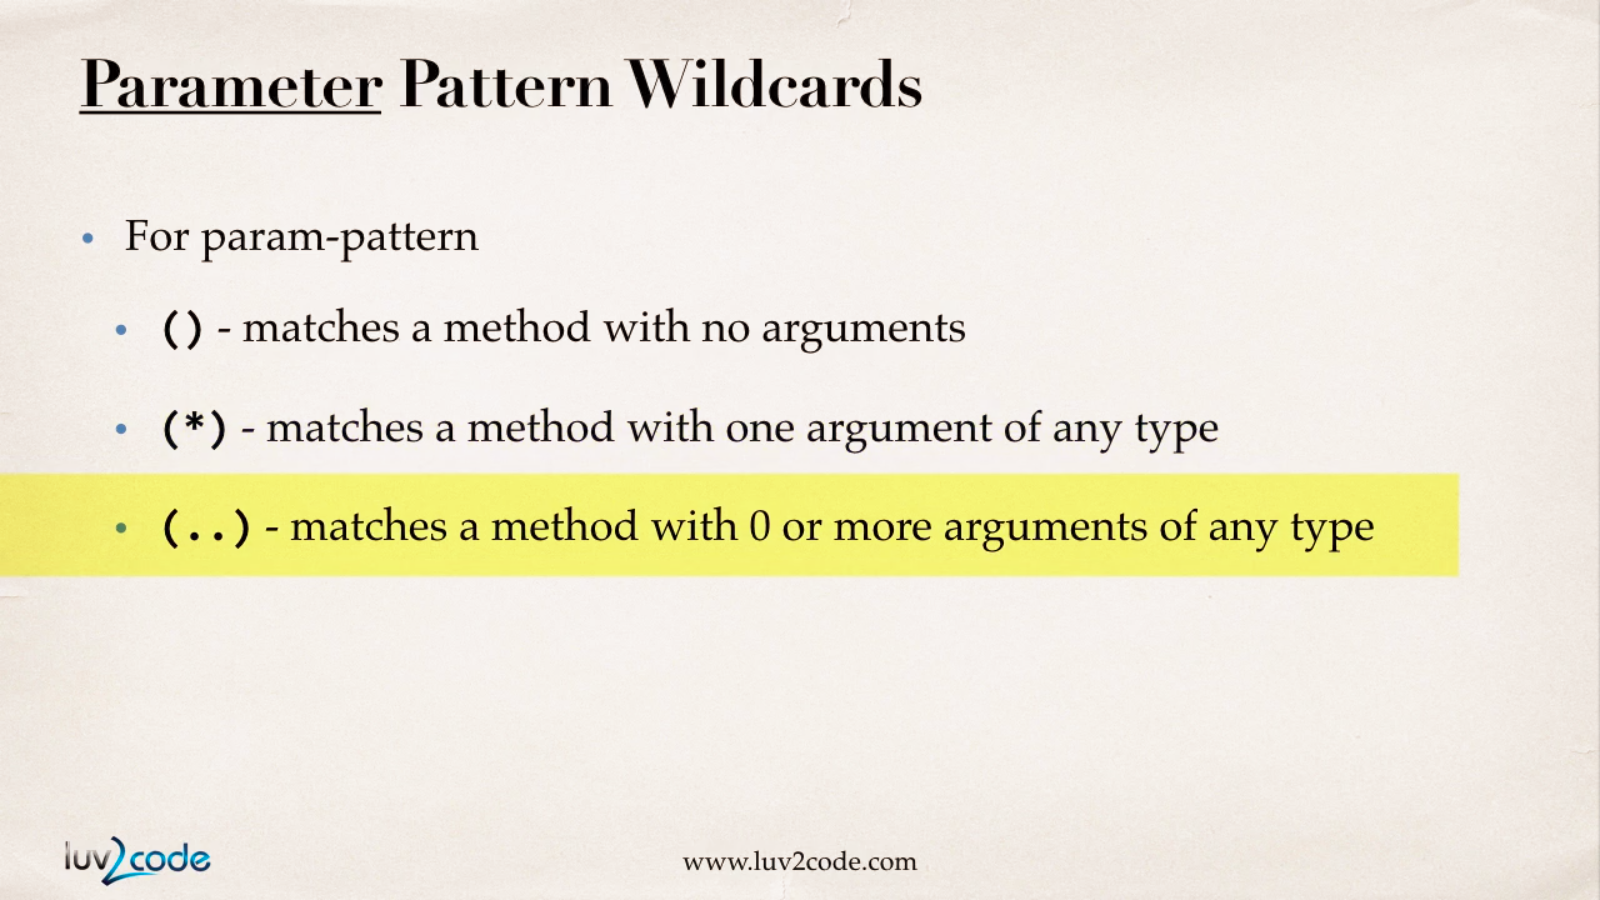 Parameter Pattern Wildcards
• For param-pattern
• () - matches a method with no arguments
• (*) - matches a method with one argument of any type
• (..) - matches a method with 0 or more arguments of any type
luv2code
www.luv2code.com